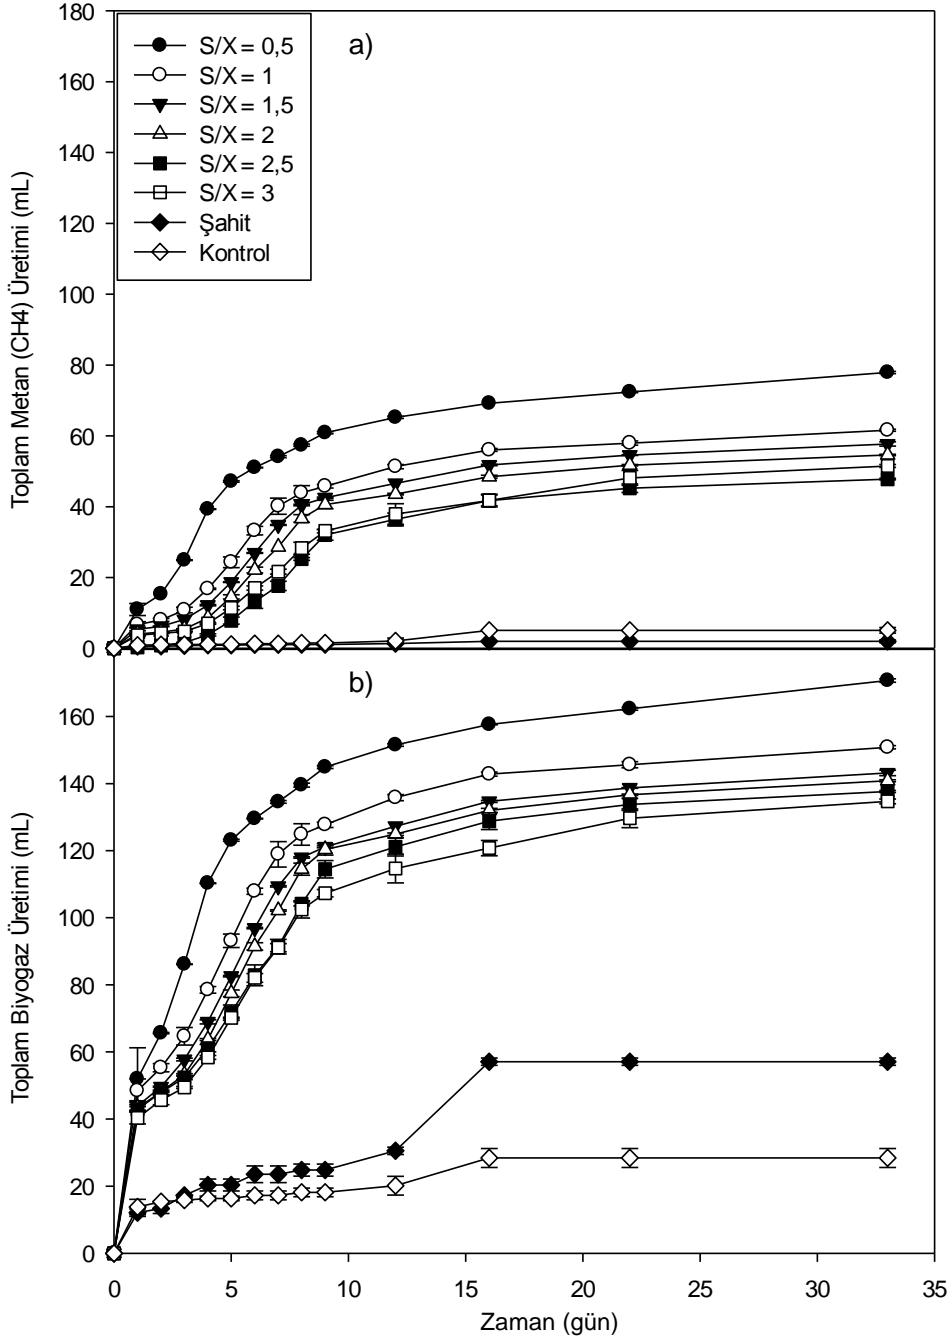 a)
S/X = 0,5
S/X = 1
S/X = 1,5
S/X = 2
S/X = 2,5
S/X = 3
Şahit
Kontrol
Toplam Metan (CH4) Üretimi (mL)
180
160
140
120
100
80
60
40
20
0
b)
Toplam Biyogaz Üretimi (mL)
160
140
120
100
80
60
40
20
0
0 5 10 15 22 25 30 35
Zaman (gün)